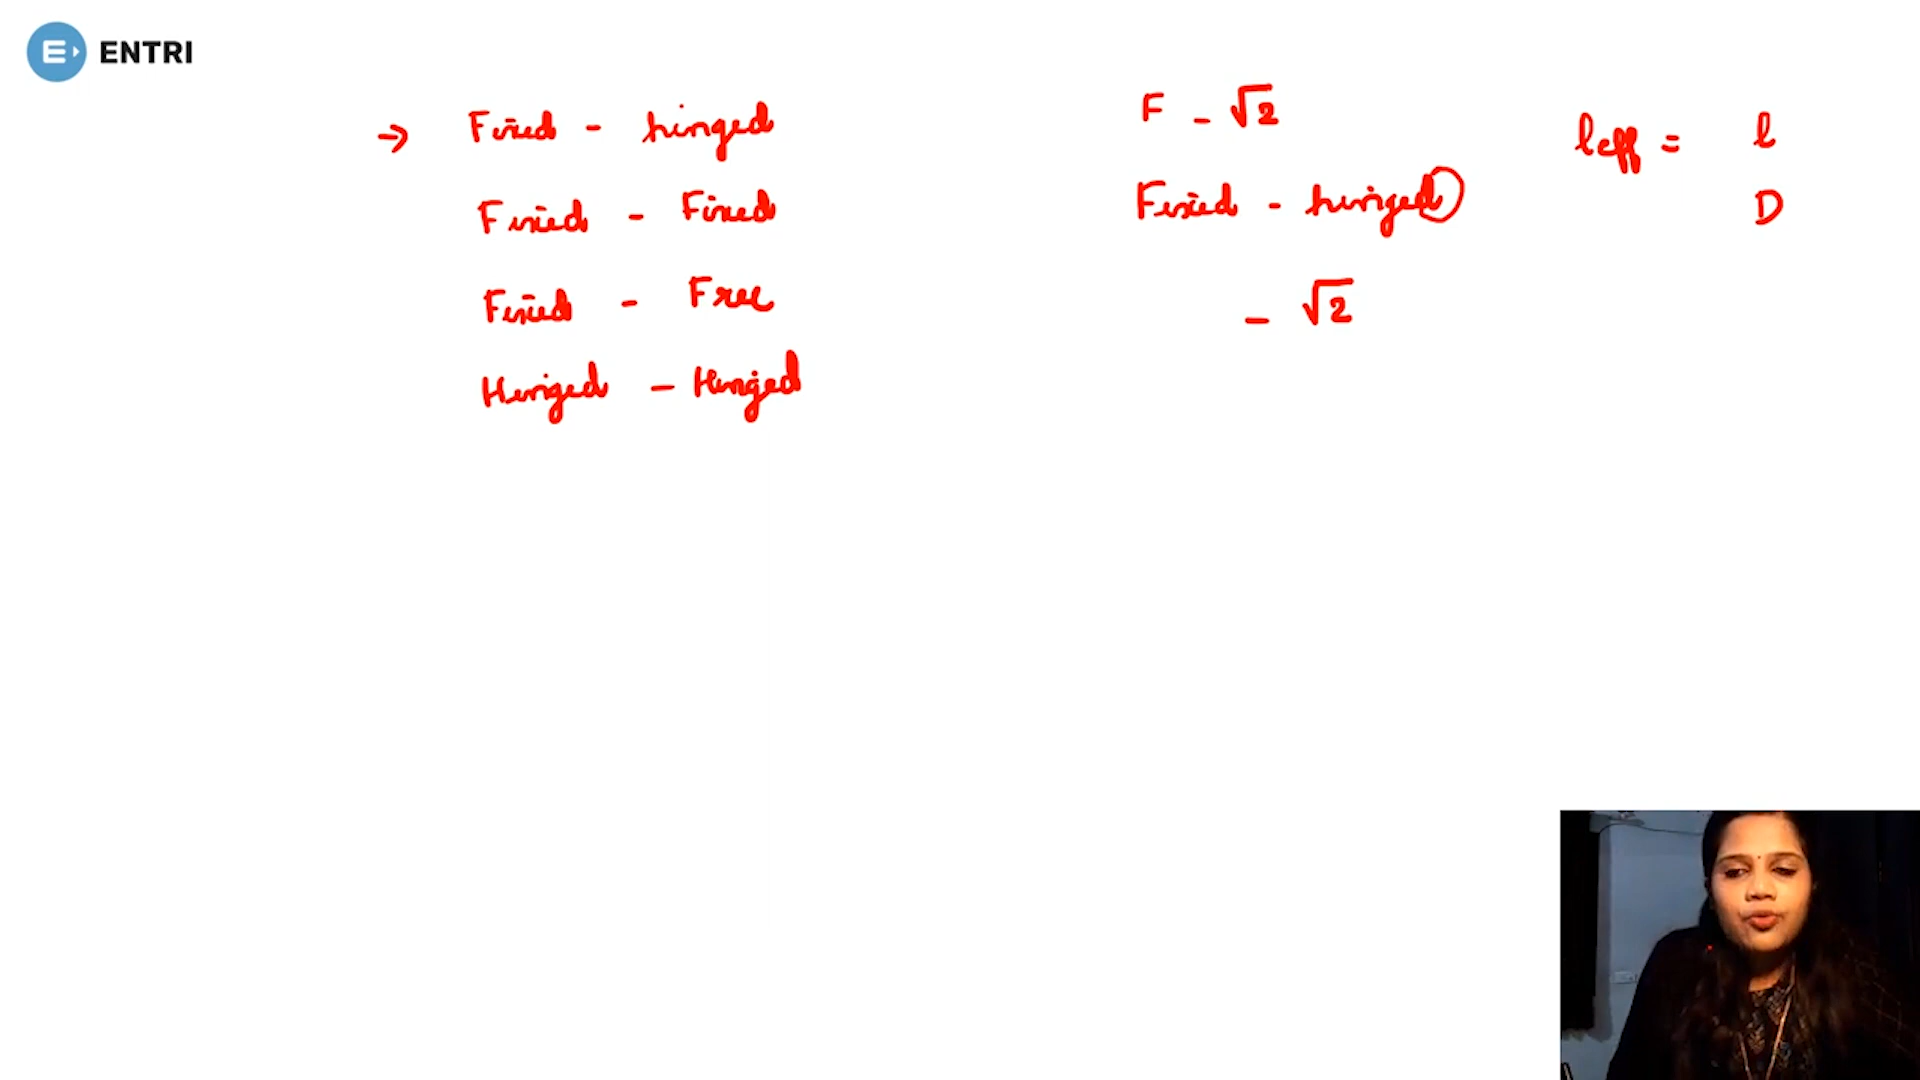 ENTRI
→ Fixed - hinged
Fixed - Fixed
Fixed - Free
Hinged - Hinged
F - √2
Fixed - hinged
- √2
leff = l
D